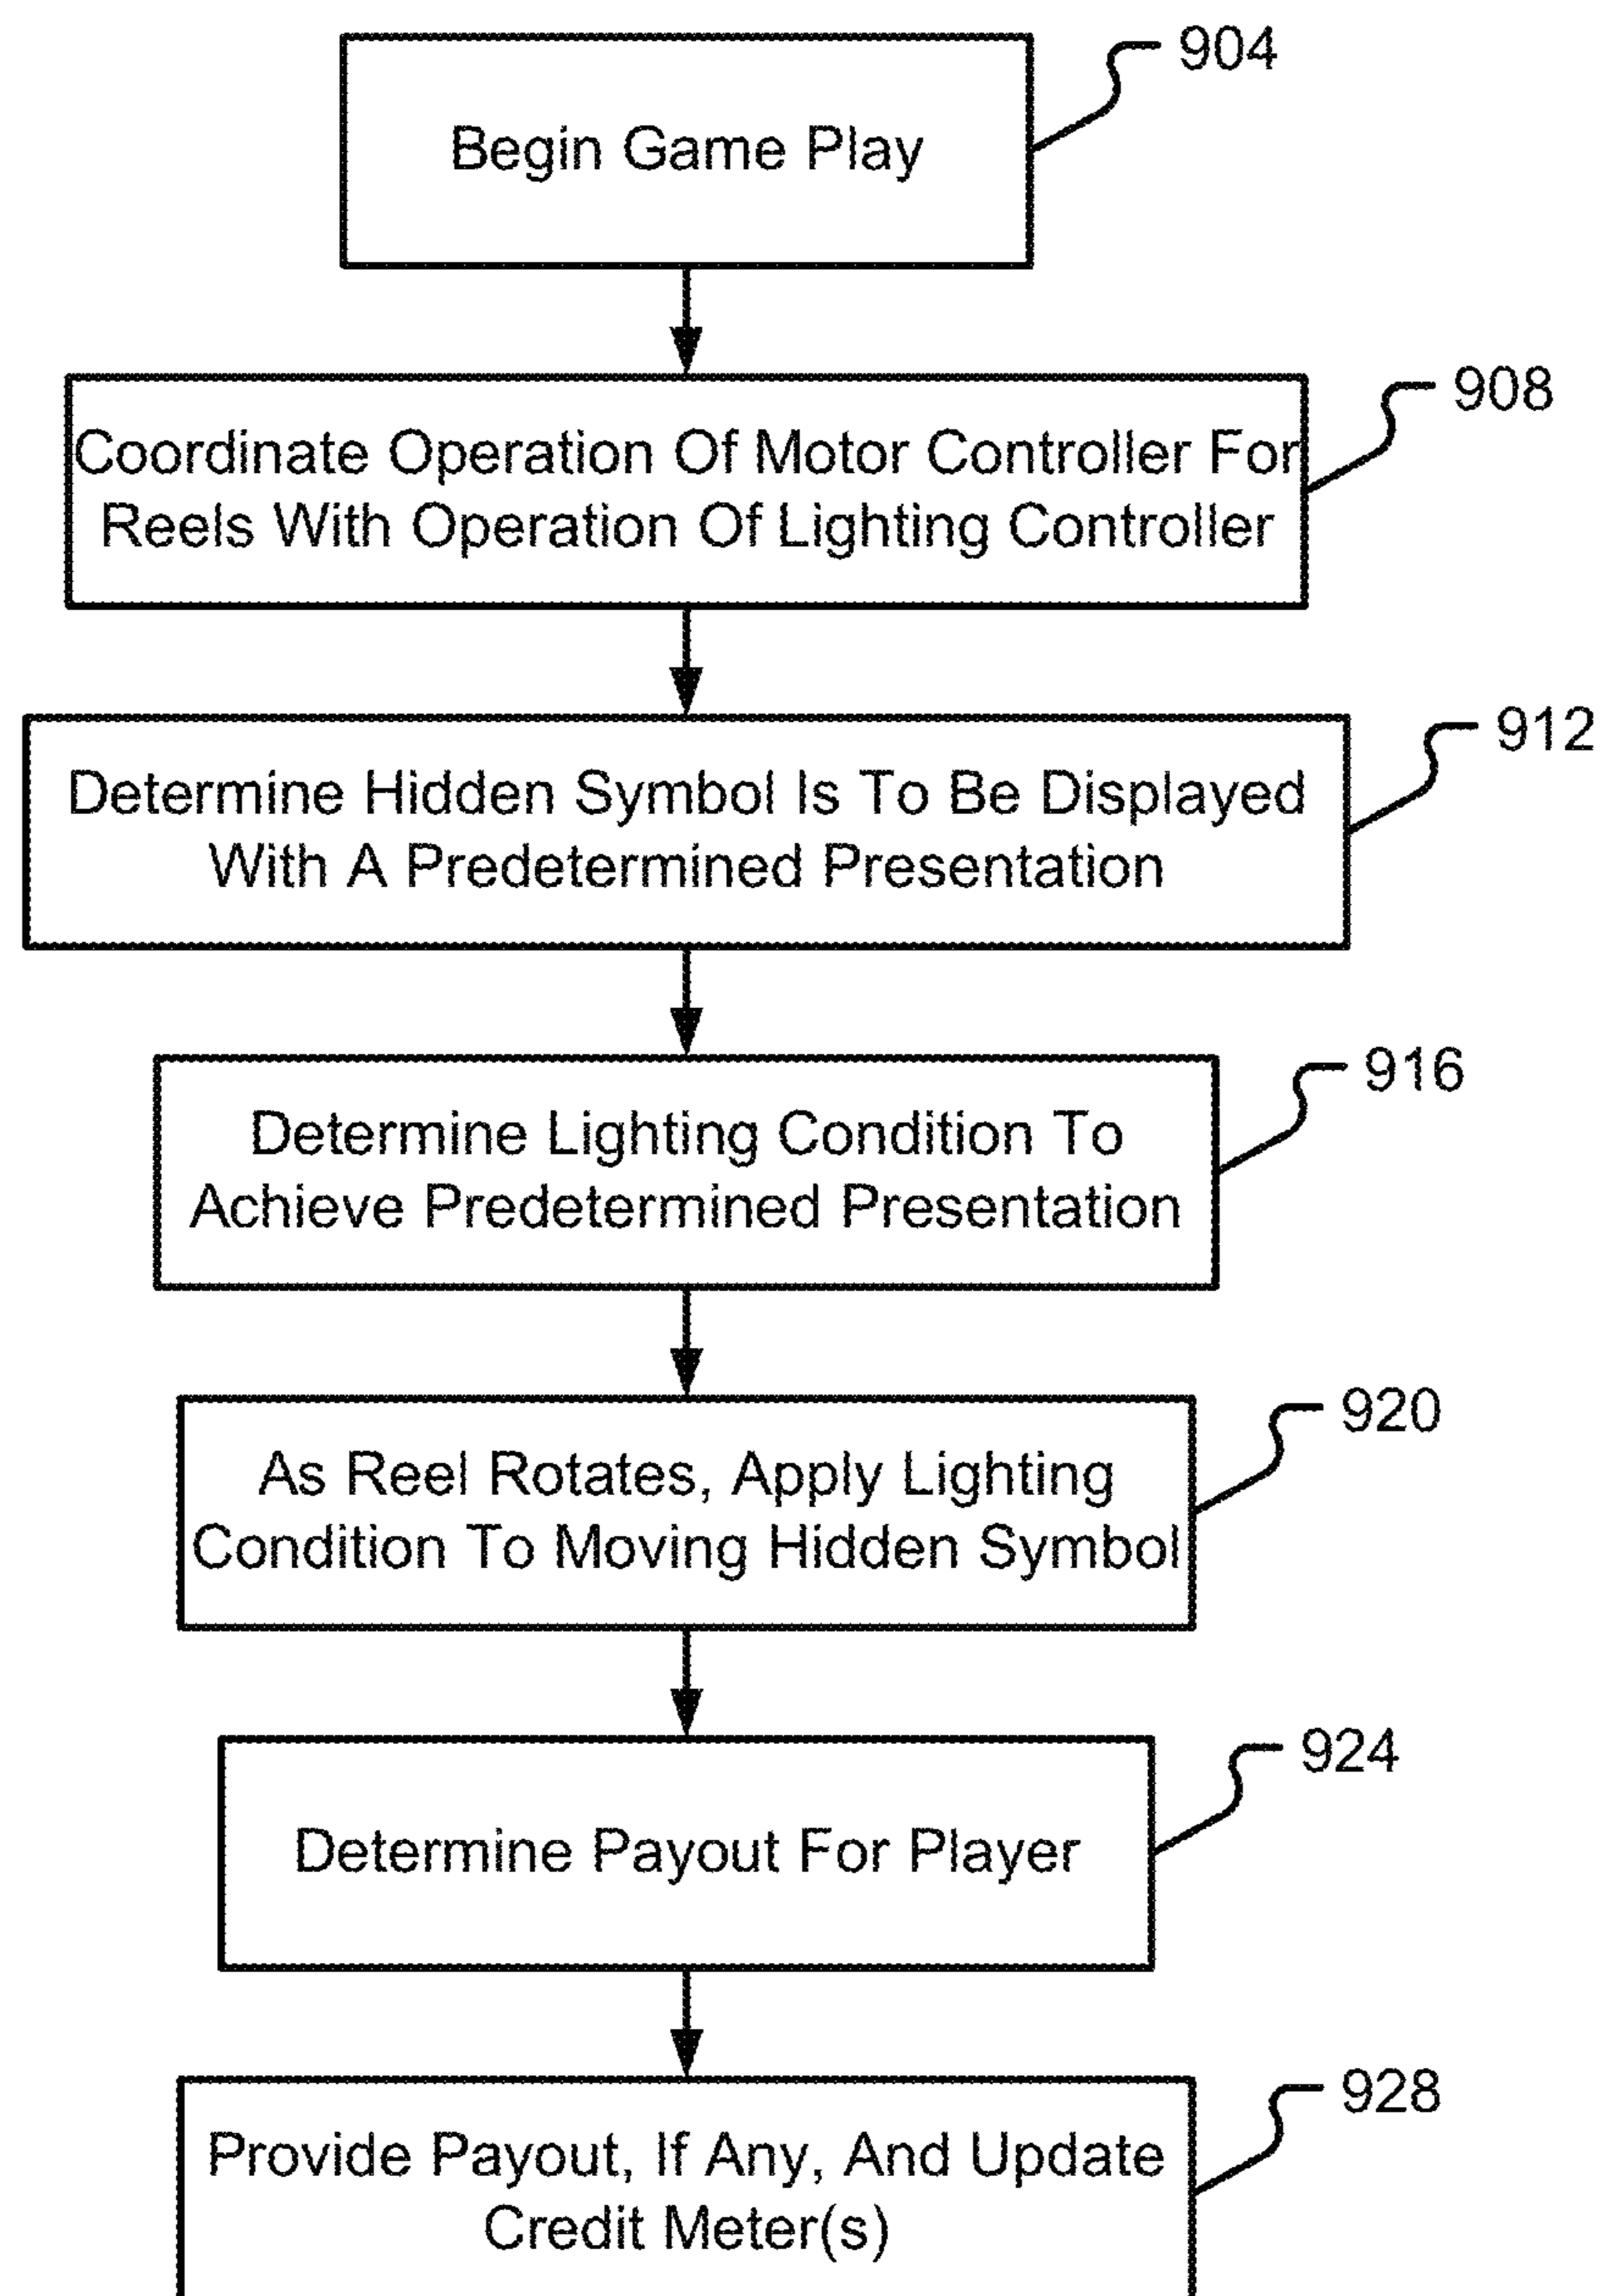 904
Begin Game Play
908
Coordinate Operation Of Motor Controller For
Reels With Operation Of Lighting Controller
912
Determine Hidden Symbol Is To Be Displayed
With A Predetermined Presentation
916
Determine Lighting Condition To
Achieve Predetermined Presentation
920
As Reel Rotates, Apply Lighting
Condition To Moving Hidden Symbol
924
Determine Payout For Player
928
Provide Payout, If Any, And Update
Credit Meter(s)